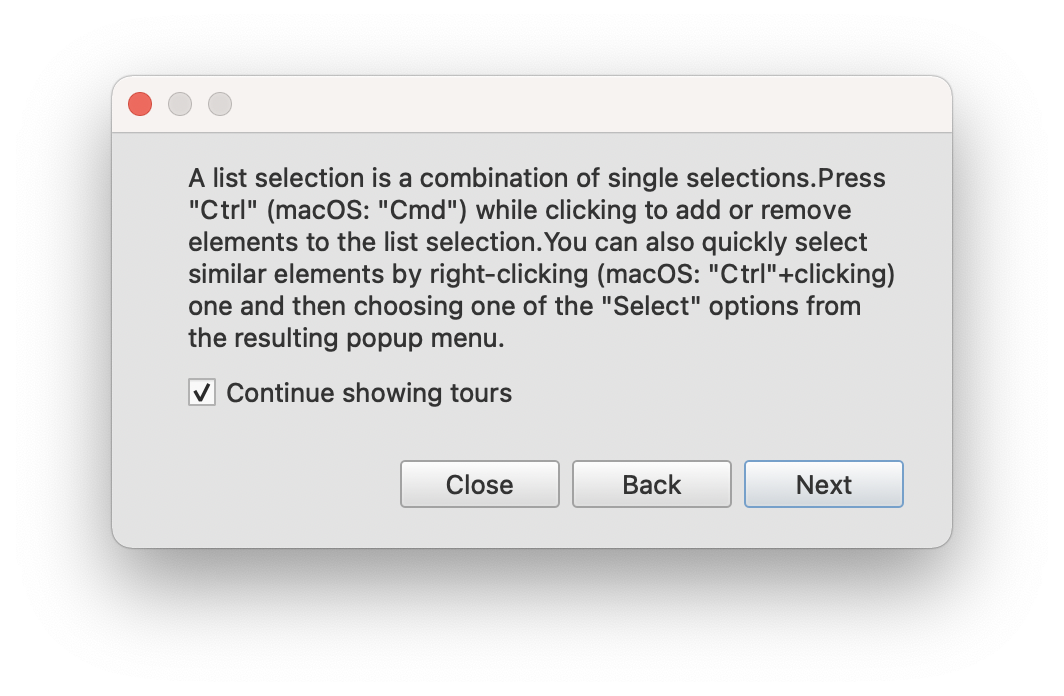 A list selection is a combination of single selections.Press
"Ctrl" (macOS: "Cmd") while clicking to add or remove
elements to the list selection.You can also quickly select
similar elements by right-clicking (macOS: "Ctrl"+clicking)
one and then choosing one of the "Select" options from
the resulting popup menu.
Continue showing tours
Close Back Next